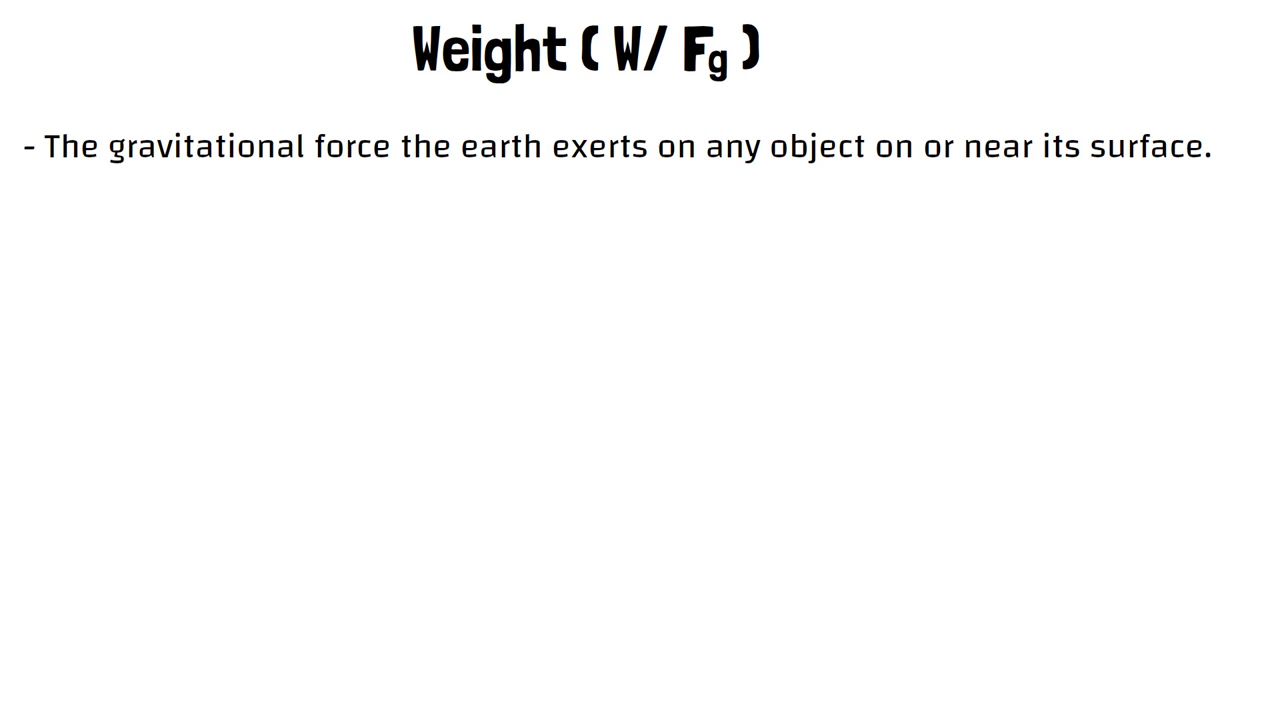 Weight ( W/ Fg )
- The gravitational force the earth exerts on any object on or near its surface.